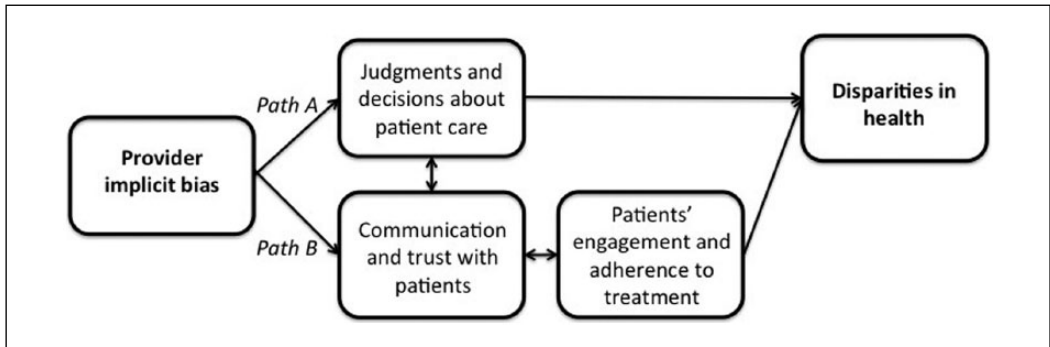 Provider
implicit bias
Path A
Path B
Judgments and
decisions about
patient care
Communication
and trust with
patients
Patients’
engagement and
adherence to
treatment
Disparities in
health